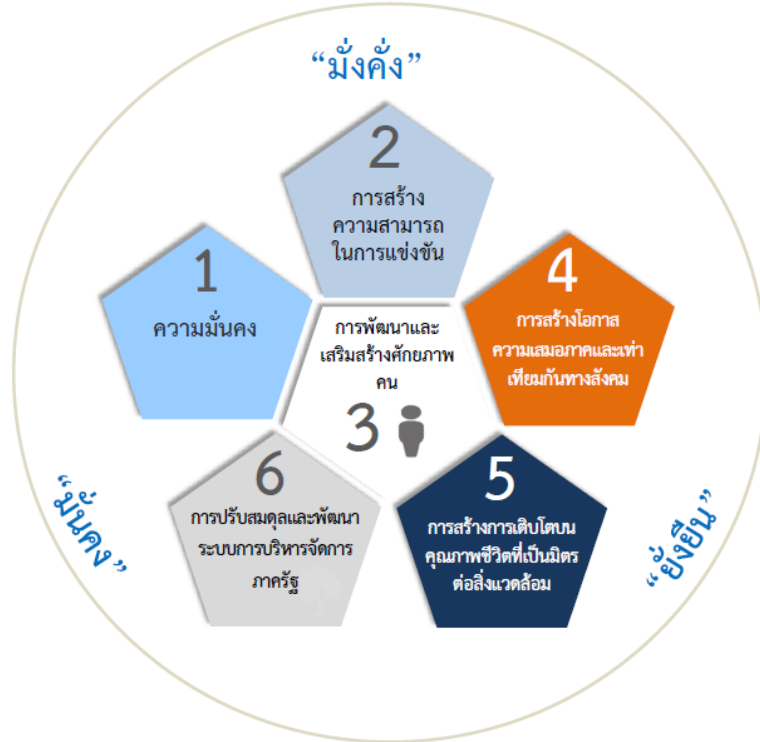 “มั่งคั่ง”
2
การสร้าง
ความสามารถ
ในการแข่งขัน
1
ความมั่นคง
4
การสร้างโอกาส
ความเสมอภาคและเท่า
เทียมกันทางสังคม
การพัฒนาและ
เสริมสร้างศักยภาพ
คน
3
6
การปรับสมดุลและพัฒนา
ระบบการบริหารจัดการ
ภาครัฐ
5
การสร้างการเติบโตบน
คุณภาพชีวิตที่เป็นมิตร
ต่อสิ่งแวดล้อม
“มั่นคง”
“ยั่งยืน”